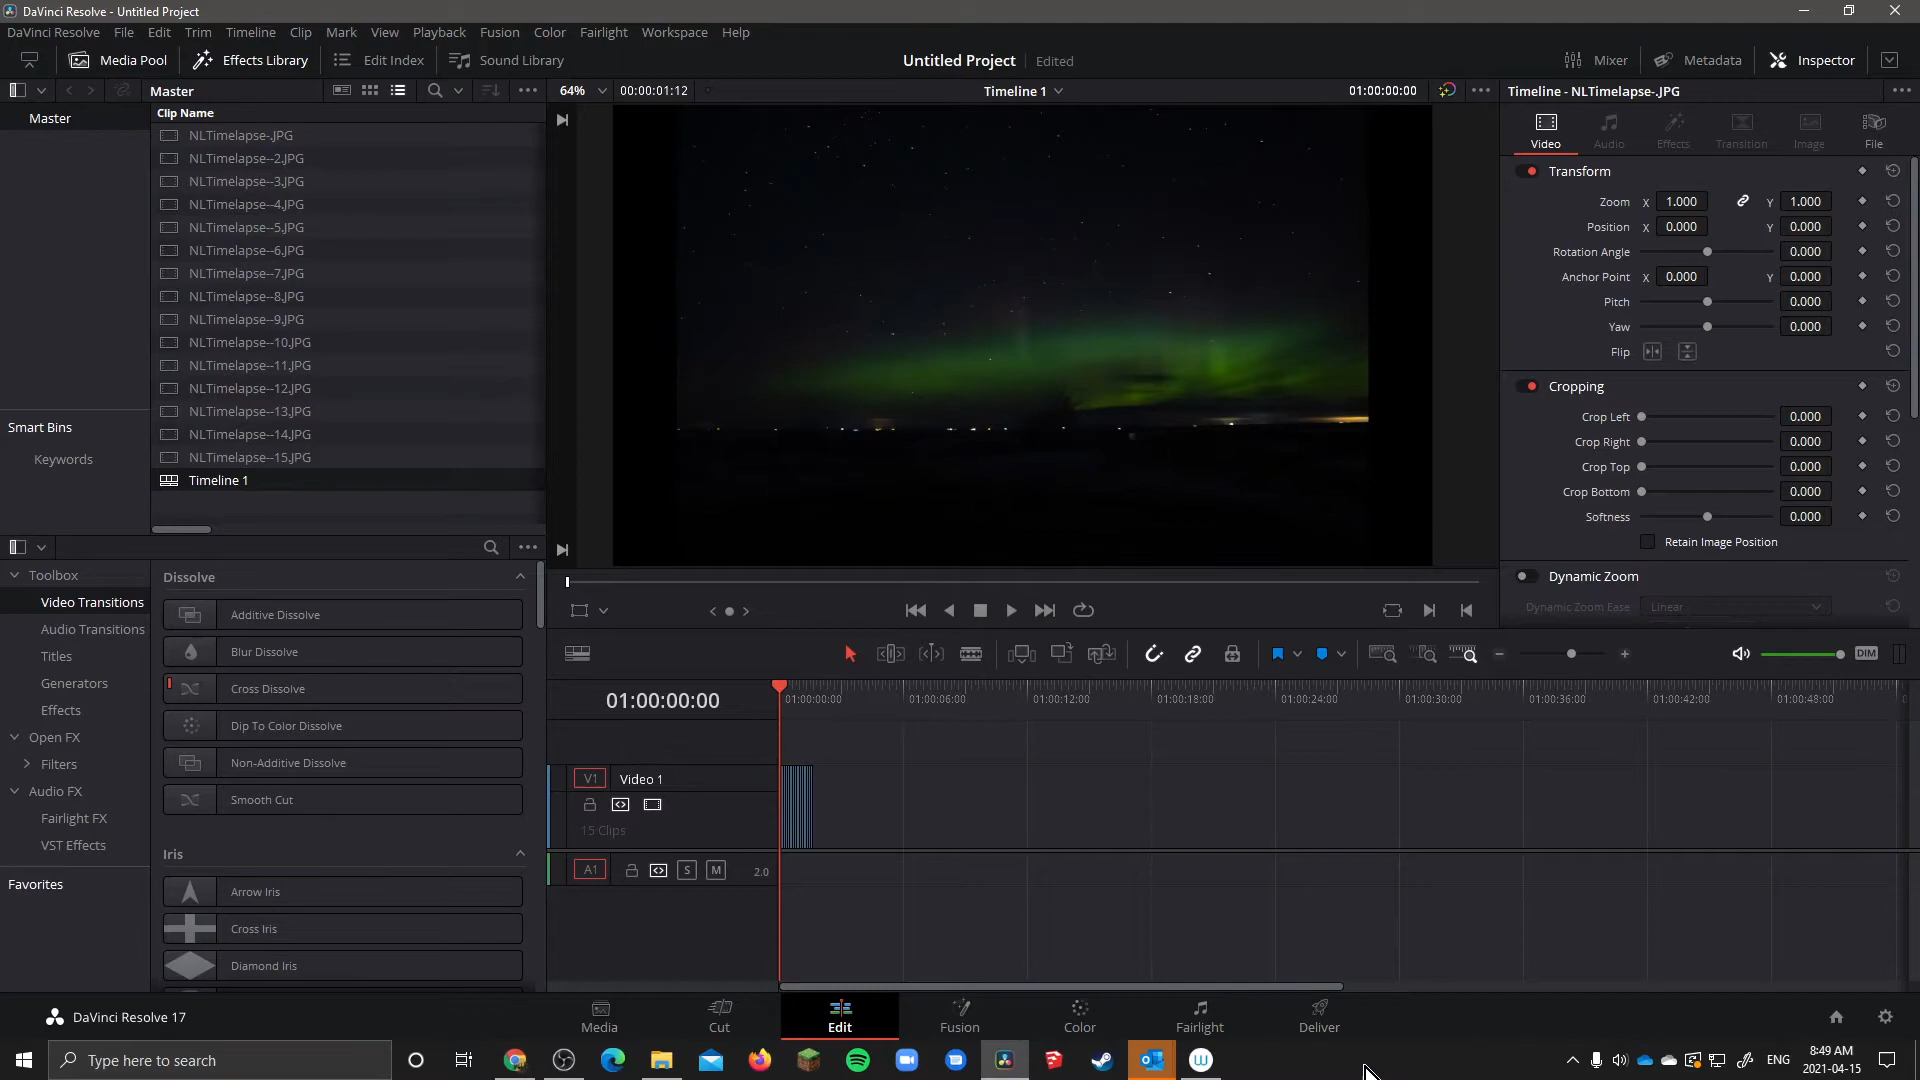 DaVinci Resolve - Untitled Project
DaVinci Resolve File Edit Trim Timeline Clip Mark View Playback Fusion Color Fairlight Workspace Help
Media Pool Effects Library Edit Index Sound Library Untitled Project Edited Mixer Metadata Inspector
Master 64% 00:00:01:12 Timeline 1 01:00:00:00 Timeline - NLTimelapse-.JPG
Master
Clip Name
NLTimelapse-.JPG
NLTimelapse--2.JPG
NLTimelapse--3.JPG
NLTimelapse--4.JPG
NLTimelapse--5.JPG
NLTimelapse--6.JPG
NLTimelapse--7.JPG
NLTimelapse--8.JPG
NLTimelapse--9.JPG
NLTimelapse--10.JPG
NLTimelapse--11.JPG
NLTimelapse--12.JPG
NLTimelapse--13.JPG
NLTimelapse--14.JPG
NLTimelapse--15.JPG
Timeline 1
Smart Bins
Keywords
Video Audio Effects Transition Image File
Transform
Zoom X 1.000 Y 1.000
Position X 0.000 Y 0.000
Rotation Angle 0.000
Anchor Point X 0.000 Y 0.000
Pitch 0.000
Yaw 0.000
Flip
Cropping
Crop Left 0.000
Crop Right 0.000
Crop Top 0.000
Crop Bottom 0.000
Softness 0.000
Retain Image Position
Dynamic Zoom
Dynamic Zoom Ease Linear
Toolbox
Video Transitions
Audio Transitions
Titles
Generators
Effects
Open FX
Filters
Audio FX
Fairlight FX
VST Effects
Favorites
Dissolve
Additive Dissolve
Blur Dissolve
Cross Dissolve
Dip To Color Dissolve
Non-Additive Dissolve
Smooth Cut
Iris
Arrow Iris
Cross Iris
Diamond Iris
DIM
01:00:00:00 01:00:00:00 01:00:06:00 01:00:12:00 01:00:18:00 01:00:24:00 01:00:30:00 01:00:36:00 01:00:42:00 01:00:48:00
V1 Video 1
15 Clips
A1 S M 2.0
DaVinci Resolve 17 Media Cut Edit Fusion Color Fairlight Deliver
Type here to search
ENG
8:49 AM
2021-04-15